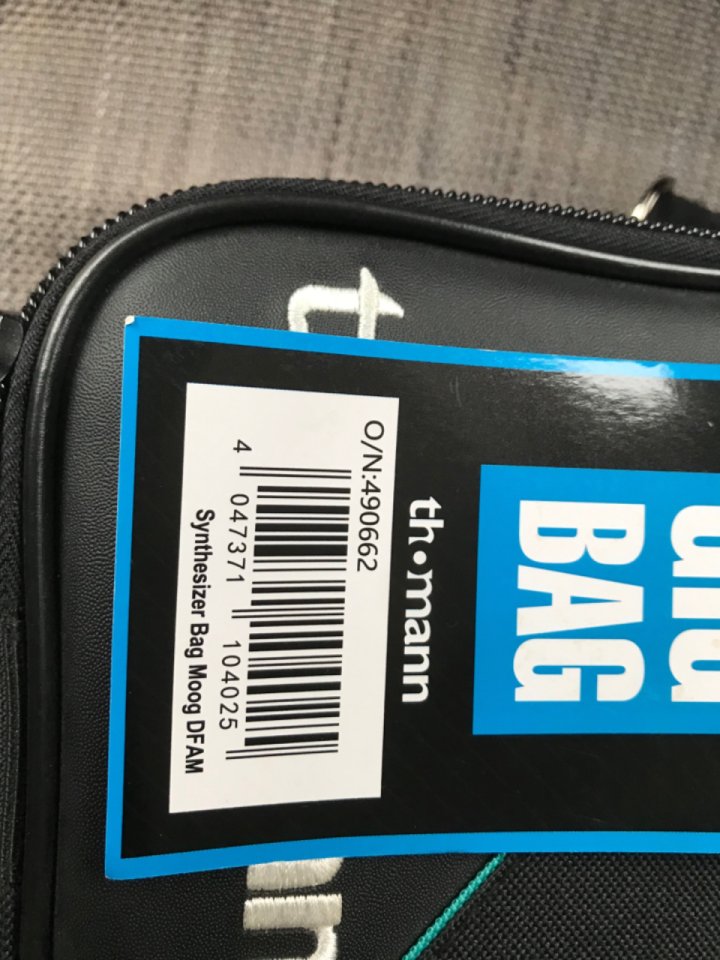 BAG
th•mann
O/N:490662
4 047371 104025
Synthesizer Bag Moog DFAM